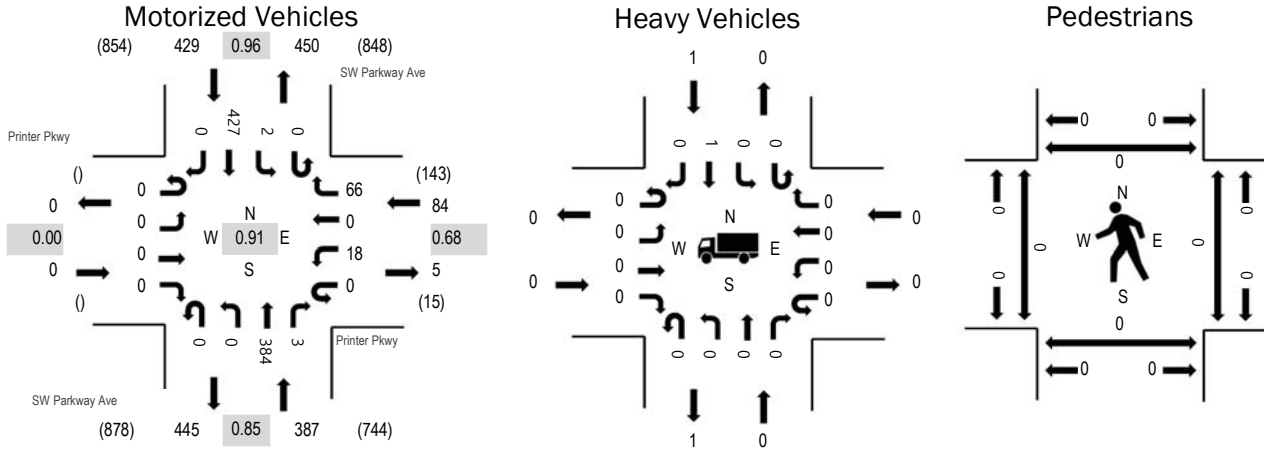 Motorized Vehicles
(854) 429 0.96 450 (848)
SW Parkway Ave
Printer Pkwy
0 427 2 0
() 0 66 (143)
0 0 0 84
0.00 N W 0.91 E S 0.68
0 0 18 5
() 0 0 (15)
0 0 384 3
Printer Pkwy
SW Parkway Ave
(878) 445 0.85 387 (744)
Heavy Vehicles
1 0
0 1 0 0
0 0
0 0 0 0
N
W E
S
0 0 0 0
0 0
0 0 0 0
1 0
Pedestrians
0 0
0
N
0 0
W E
0 0
0 0
S
0
0 0